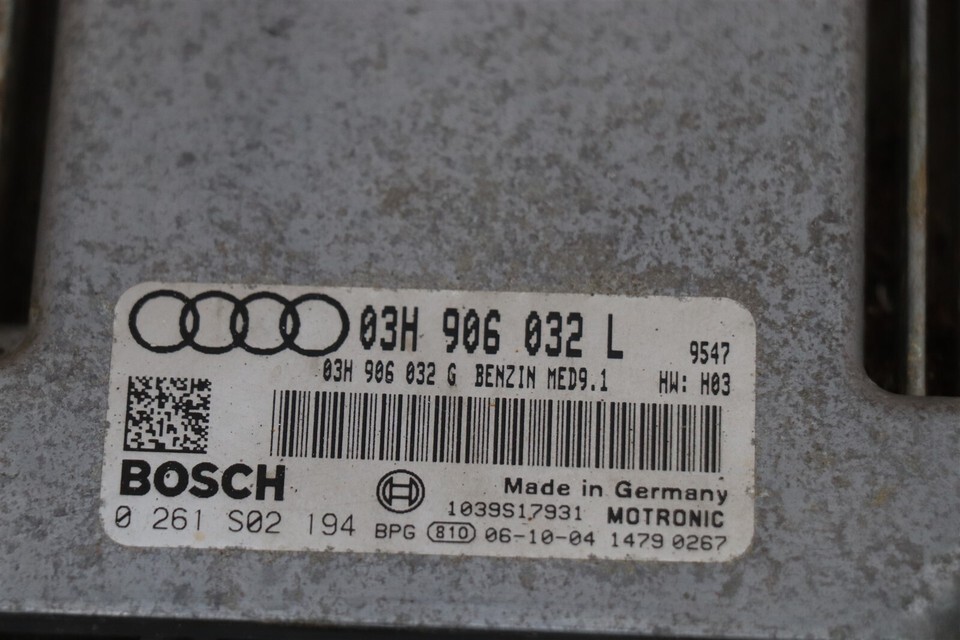 03H 906 032 L 9547
03H 906 032 G BENZIN MED9.1 HW: H03
BOSCH Made in Germany
1039S17931 MOTRONIC
0 261 S02 194 BPG 810 06-10-04 1479 0267